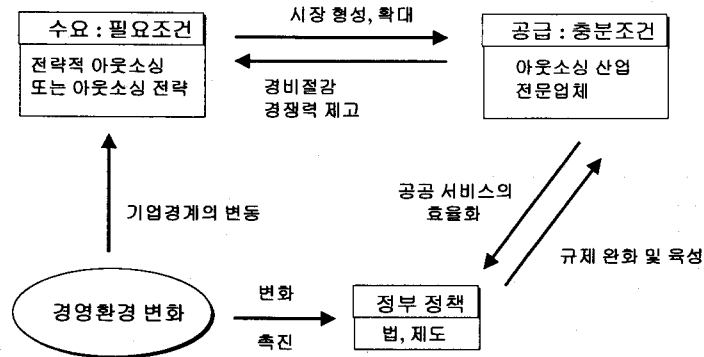 시장 형성, 확대
수요 : 필요조건
공급 : 충분조건
전략적 아웃소싱
또는 아웃소싱 전략
아웃소싱 산업
전문업체
경비절감
경쟁력 제고
기업경계의 변동
공공 서비스의
효율화
규제 완화 및 육성
경영환경 변화
변화
촉진
정부 정책
법, 제도